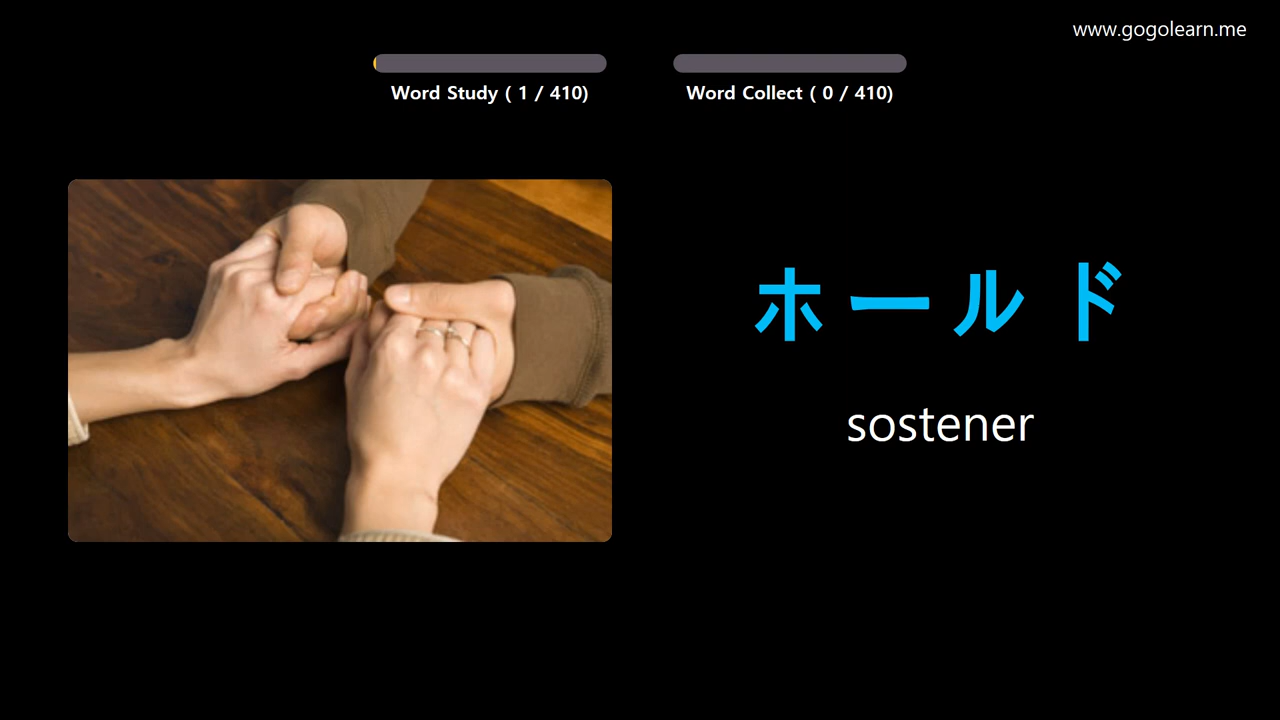 www.gogolearn.me
Word Study ( 1 / 410)
Word Collect ( 0 / 410)
ホールド
sostener